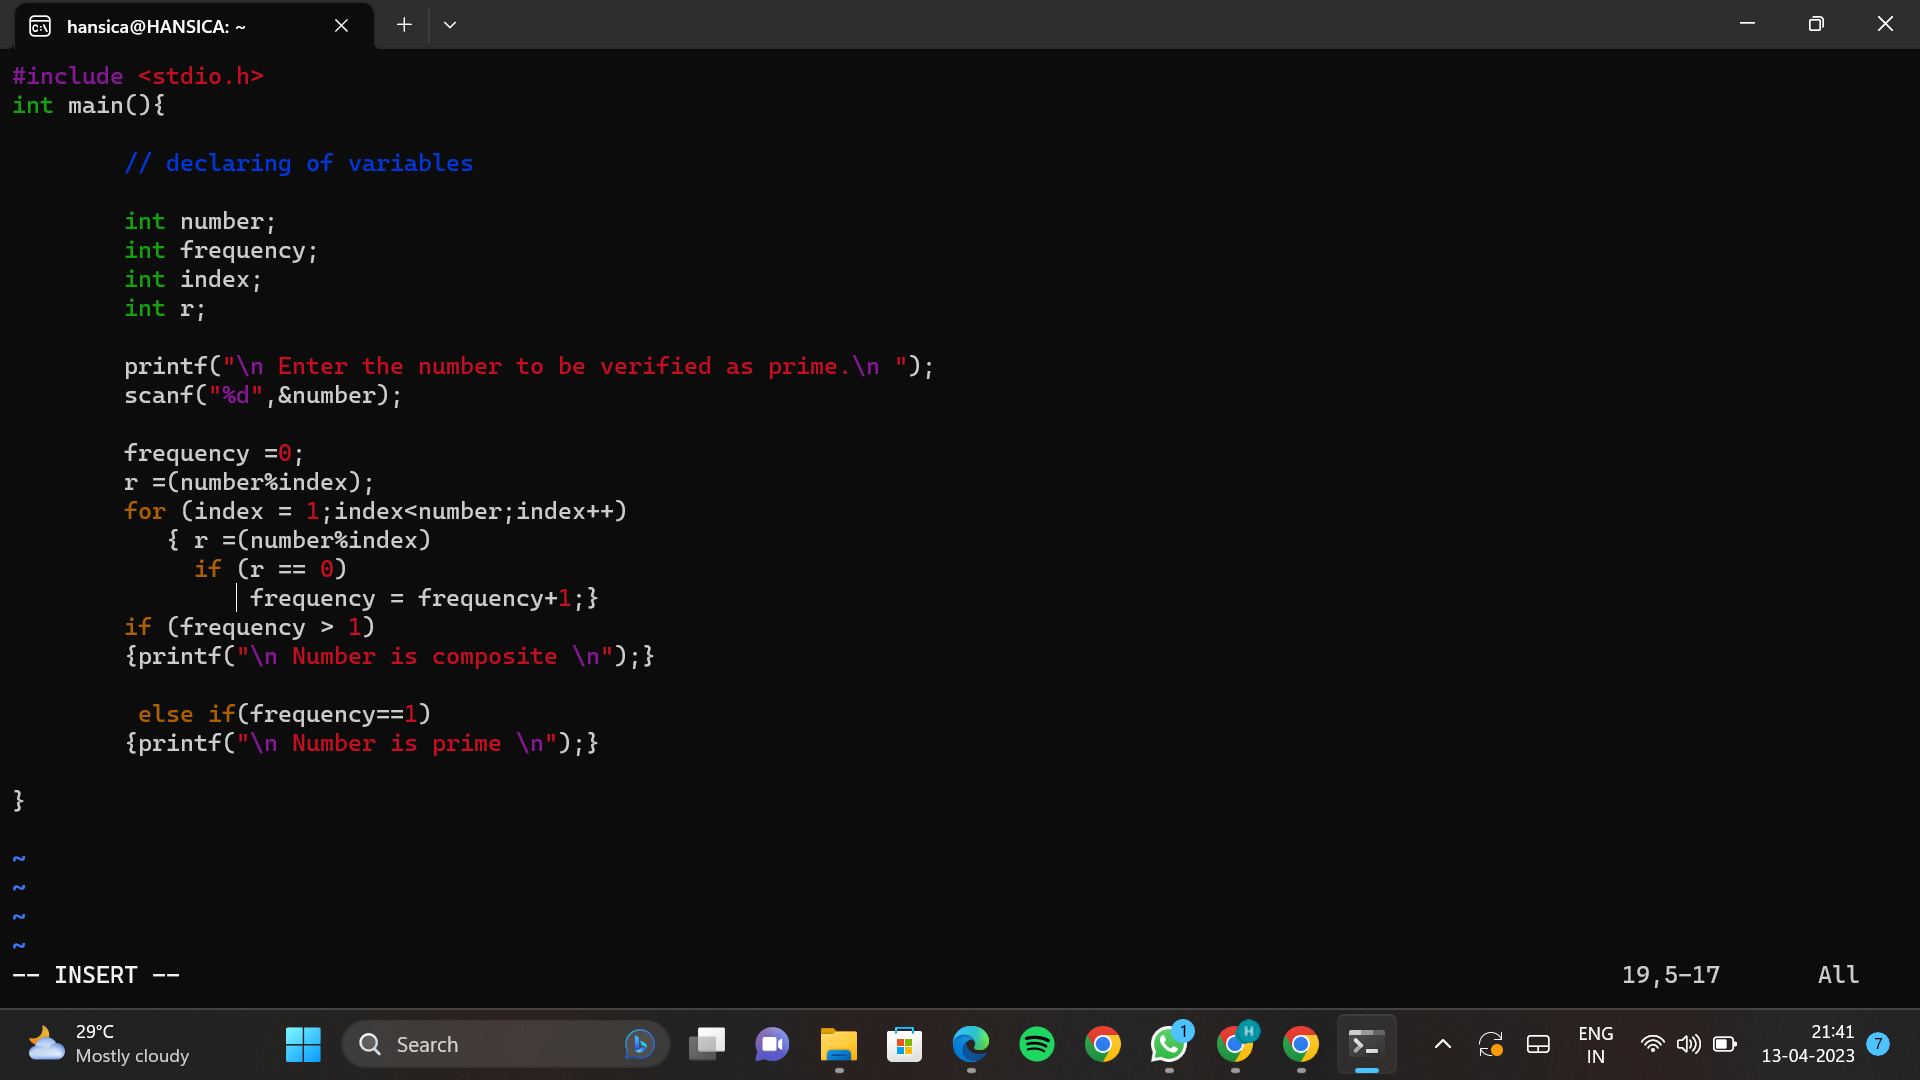 hansica@HANSICA: ~
#include <stdio.h>
int main(){
// declaring of variables
int number;
int frequency;
int index;
int r;
printf("\n Enter the number to be verified as prime.\n ");
scanf("%d",&number);
frequency =0;
r =(number%index);
for (index = 1;index<number;index++)
{ r =(number%index)
if (r == 0)
frequency = frequency+1;}
if (frequency > 1)
{printf("\n Number is composite \n");}
else if(frequency==1)
{printf("\n Number is prime \n");}
}
~
~
~
~
-- INSERT -- 19,5-17 All
29°C
Mostly cloudy
Search
1
H
ENG
IN
21:41
13-04-2023
7